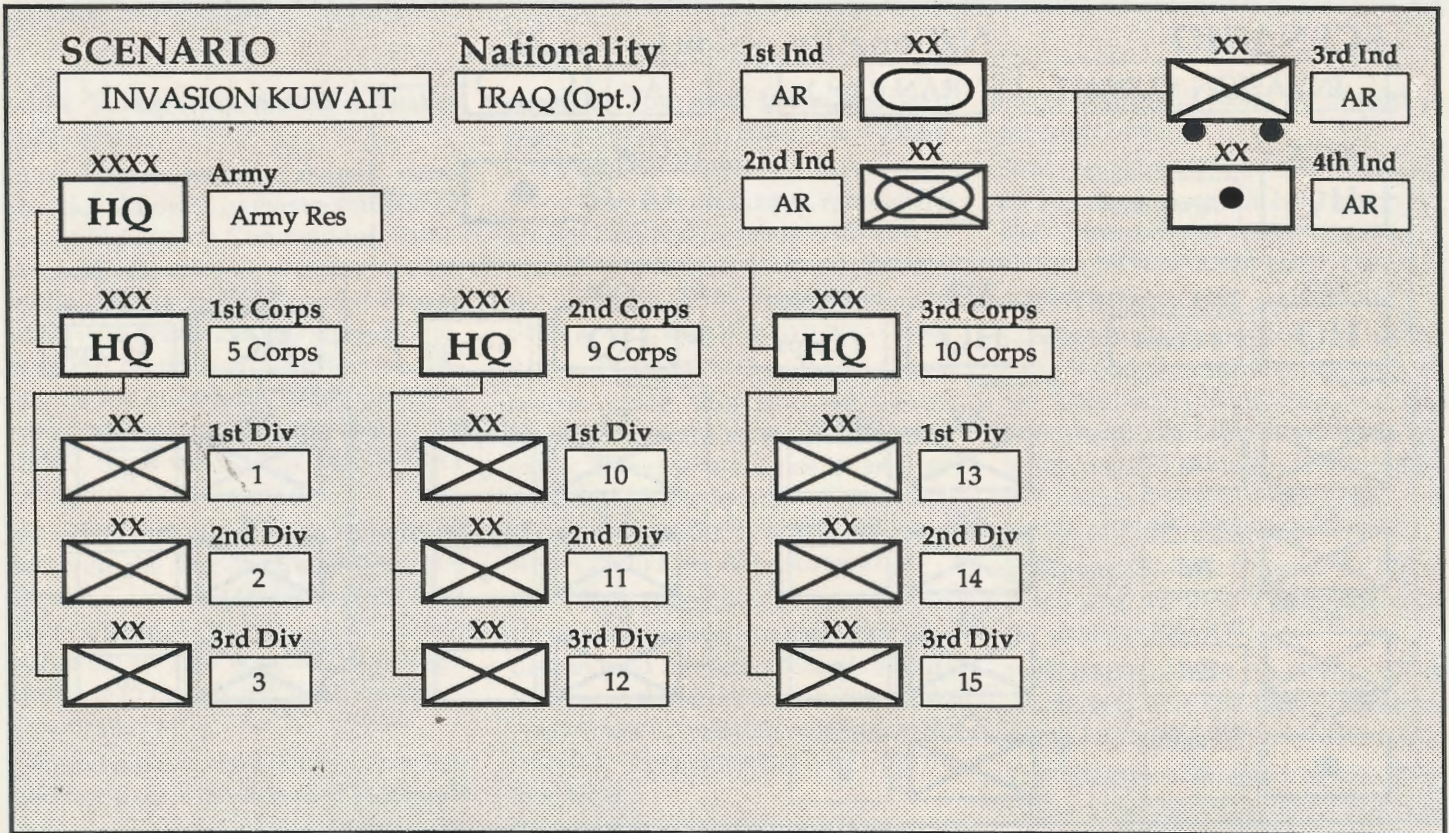 SCENARIO
INVASION KUWAIT
Nationality
IRAQ (Opt.)
1st Ind
AR
XX
XX
3rd Ind
AR
2nd Ind
AR
XX
XX
4th Ind
AR
XXXX
HQ
Army
Army Res
XXX
HQ
1st Corps
5 Corps
XXX
HQ
2nd Corps
9 Corps
XXX
HQ
3rd Corps
10 Corps
XX
1st Div
1
XX
1st Div
10
XX
1st Div
13
XX
2nd Div
2
XX
2nd Div
11
XX
2nd Div
14
XX
3rd Div
3
XX
3rd Div
12
XX
3rd Div
15